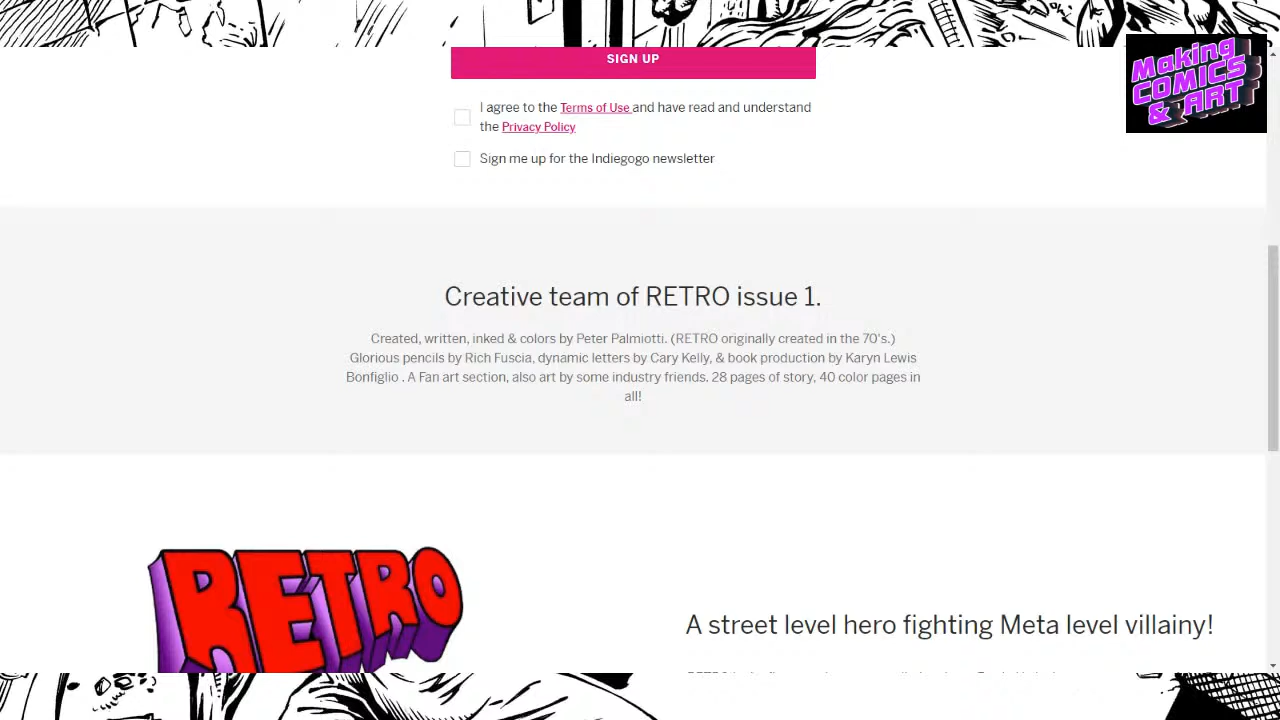 SIGN UP
Making
COMICS
& ART
I agree to the Terms of Use and have read and understand
the Privacy Policy
Sign me up for the Indiegogo newsletter
Creative team of RETRO issue 1.
Created, written, inked & colors by Peter Palmiotti. (RETRO originally created in the 70's.)
Glorious pencils by Rich Fuscia, dynamic letters by Cary Kelly, & book production by Karyn Lewis
Bonfiglio . A Fan art section, also art by some industry friends. 28 pages of story, 40 color pages in
all!
RETRO
A street level hero fighting Meta level villainy!